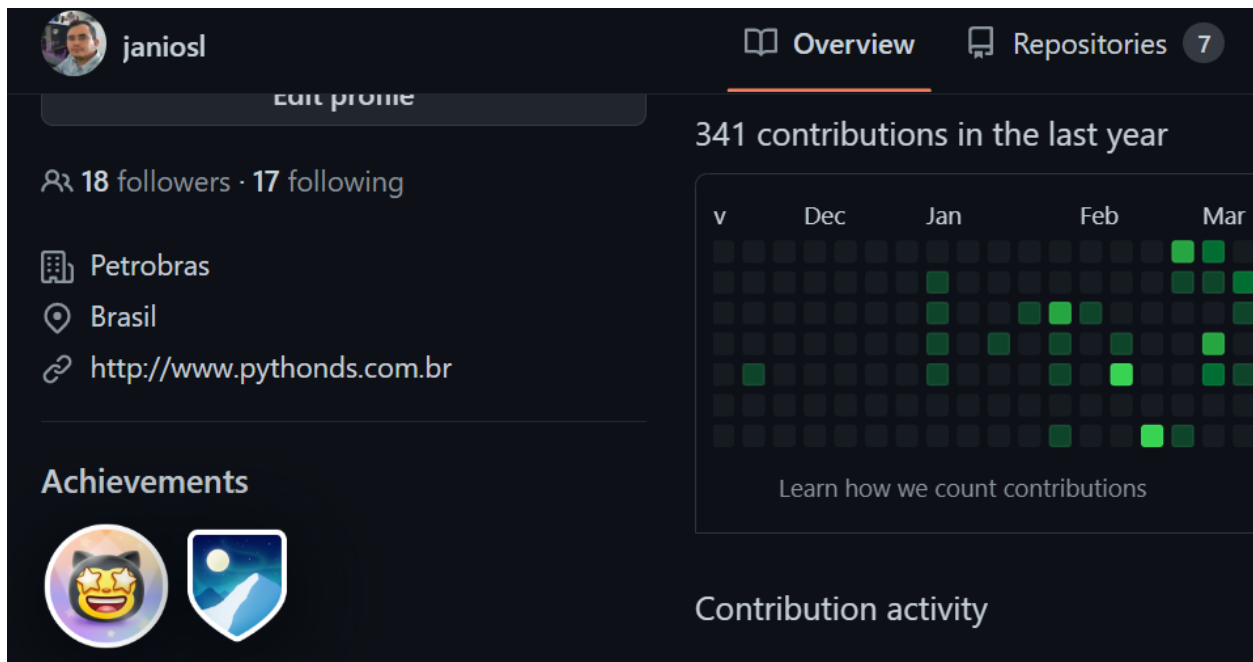 janiosl
Overview
Repositories 7
Edit profile
18 followers · 17 following
Petrobras
Brasil
http://www.pythonds.com.br
Achievements
341 contributions in the last year
v Dec Jan Feb Mar
Learn how we count contributions
Contribution activity